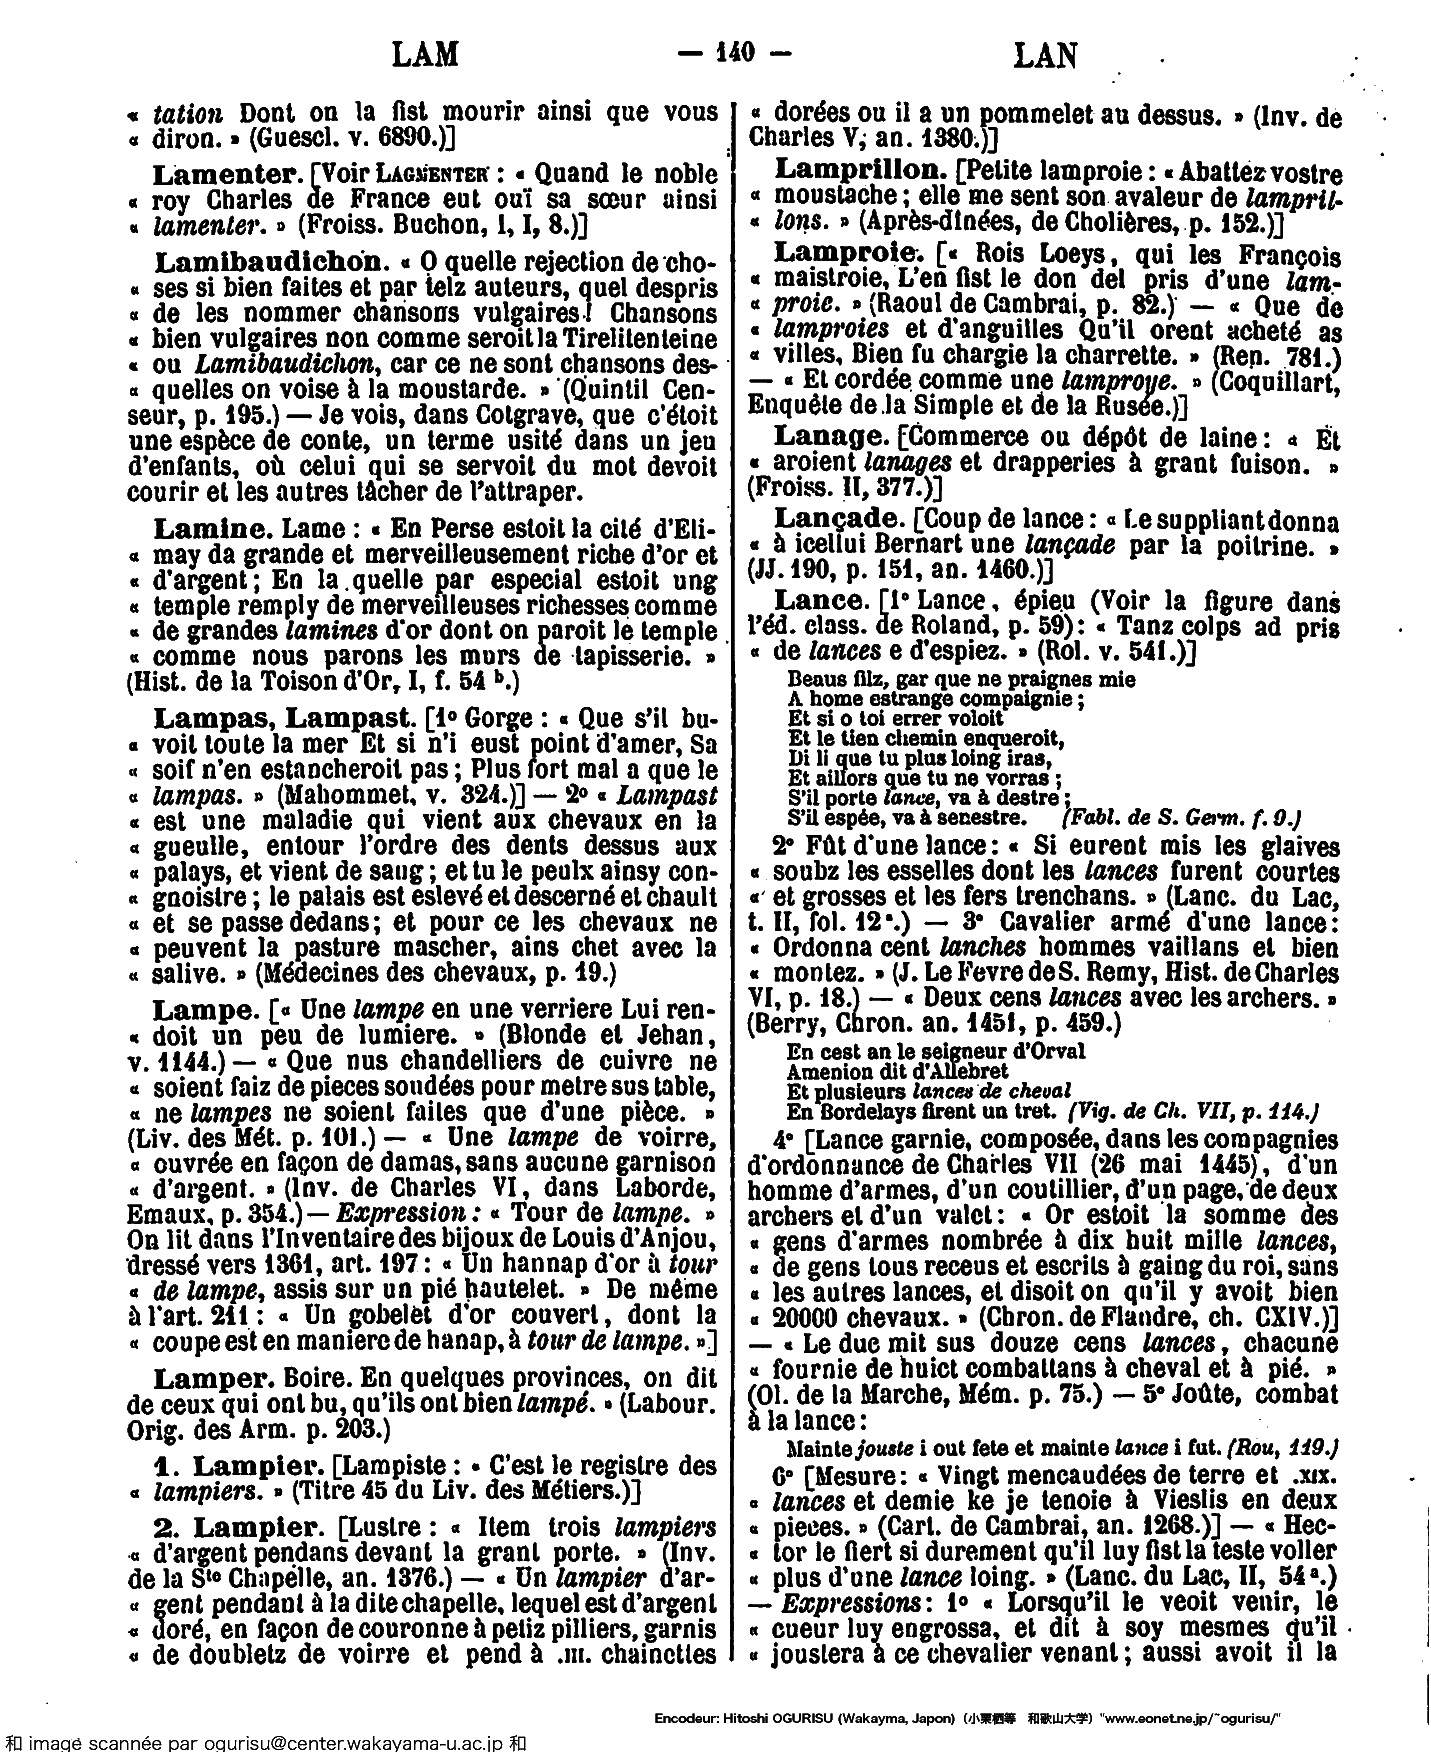 LAM — 140 — LAN
« tation Dont on la fist mourir ainsi que vous
« diron. » (Guescl. v. 6890.)]
Lamenter. [Voir LAGMENTER : « Quand le noble
« roy Charles de France eut ouï sa sœur ainsi
« lamenter. » (Froiss. Buchon, I, I, 8.)]
Lamibaudichon. « O quelle rejection de cho-
« ses si bien faites et par telz auteurs, quel despris
« de les nommer chansons vulgaires! Chansons
« bien vulgaires non comme seroit la Tirelitenteine
« ou Lamibaudichon, car ce ne sont chansons des-
« quelles on voise à la moustarde. » (Quintil Cen-
seur, p. 195.) — Je vois, dans Cotgrave, que c'étoit
une espèce de conte, un terme usité dans un jeu
d'enfants, où celui qui se servoit du mot devoit
courir et les autres tâcher de l'attraper.
Lamine. Lame : « En Perse estoit la cité d'Eli-
« may da grande et merveilleusement riche d'or et
« d'argent; En la quelle par especial estoit ung
« temple remply de merveilleuses richesses comme
« de grandes lamines d'or dont on paroit le temple
« comme nous parons les murs de tapisserie. »
(Hist. de la Toison d'Or, I, f. 54 b.)
Lampas, Lampast. [1º Gorge : « Que s'il bu-
« voit toute la mer Et si n'i eust point d'amer, Sa
« soif n'en estancheroit pas; Plus fort mal a que le
« lampas. » (Mahommet, v. 324.)] — 2º « Lampast
« est une maladie qui vient aux chevaux en la
« gueulle, entour l'ordre des dents dessus aux
« palays, et vient de saug; et tu le peulx ainsy con-
« gnoistre; le palais est eslevé et descerné et chault
« et se passe dedans; et pour ce les chevaux ne
« peuvent la pasture mascher, ains chet avec la
« salive. » (Médecines des chevaux, p. 19.)
Lampe. [« Une lampe en une verriere Lui ren-
« doit un peu de lumiere. » (Blonde et Jehan,
v. 1144.) — « Que nus chandelliers de cuivre ne
« soient faiz de pieces soudées pour metre sus table,
« ne lampes ne soient faites que d'une pièce. »
(Liv. des Mét. p. 101.) — « Une lampe de voirre,
« ouvrée en façon de damas, sans aucune garnison
« d'argent. » (Inv. de Charles VI, dans Laborde,
Emaux, p. 354.) — Expression : « Tour de lampe. »
On lit dans l'Inventaire des bijoux de Louis d'Anjou,
dressé vers 1361, art. 197 : « Un hannap d'or à tour
« de lampe, assis sur un pié hautelet. » De même
à l'art. 211 : « Un gobelet d'or couvert, dont la
« coupe est en maniere de hanap, à tour de lampe. »]
Lamper. Boire. En quelques provinces, on dit
de ceux qui ont bu, qu'ils ont bien lampé. » (Labour.
Orig. des Arm. p. 203.)
1. Lampier. [Lampiste : « C'est le registre des
« lampiers. » (Titre 45 du Liv. des Métiers.)]
2. Lampier. [Lustre : « Item trois lampiers
« d'argent pendans devant la grant porte. » (Inv.
de la Ste Chapelle, an. 1376.) — « Un lampier d'ar-
« gent pendant à la dite chapelle, lequel est d'argent
« doré, en façon de couronne à petiz pilliers, garnis
« de doubletz de voirre et pend à .III. chainettes
« dorées ou il a un pommelet au dessus. » (Inv. de
Charles V, an. 1380.)]
Lamprillon. [Petite lamproie : « Abattez vostre
« moustache; elle me sent son avaleur de lampril-
« lons. » (Après-dînées, de Cholières, p. 152.)]
Lamproie. [« Rois Loeys, qui les François
« maistroie, L'en fist le don del pris d'une lam-
« proie. » (Raoul de Cambrai, p. 82.) — « Que de
« lamproies et d'anguilles Qu'il orent acheté as
« villes, Bien fu chargie la charrette. » (Ren. 781.)
— « Et cordée comme une lamproye. » (Coquillart,
Enquête de la Simple et de la Rusée.)]
Lanage. [Commerce ou dépôt de laine : « Et
« aroient lanages et drapperies à grant fuison. »
(Froiss. II, 377.)]
Lançade. [Coup de lance : « Le suppliant donna
« à icellui Bernart une lançade par la poitrine. »
(JJ. 190, p. 151, an. 1460.)]
Lance. [1º Lance, épieu (Voir la figure dans
l'éd. class. de Roland, p. 59) : « Tanz colps ad pris
« de lances e d'espiez. » (Rol. v. 541.)]
Beaus filz, gar que ne praignes mie
A home estrange compaignie;
Et si o toi errer voloit
Et le tien chemin enqueroit,
Di li que tu plus loing iras,
Et aillors que tu ne vorras;
S'il porte lance, va à destre;
S'il espée, va à senestre. (Fabl. de S. Germ. f. 9.)
2º Fût d'une lance : « Si eurent mis les glaives
« soubz les esselles dont les lances furent courtes
« et grosses et les fers trenchans. » (Lanc. du Lac,
t. II, fol. 12ª.) — 3º Cavalier armé d'une lance :
« Ordonna cent lanches hommes vaillans et bien
« montez. » (J. Le Fevre de S. Remy, Hist. de Charles
VI, p. 18.) — « Deux cens lances avec les archers. »
(Berry, Chron. an. 1451, p. 459.)
En cest an le seigneur d'Orval
Amenion dit d'Allebret
Et plusieurs lances de cheval
En Bordelays firent un tret. (Vig. de Ch. VII, p. 114.)
4º [Lance garnie, composée, dans les compagnies
d'ordonnance de Charles VII (26 mai 1445), d'un
homme d'armes, d'un coutillier, d'un page, de deux
archers et d'un valet : « Or estoit la somme des
« gens d'armes nombrée à dix huit mille lances,
« de gens tous receus et escrits à gaing du roi, sans
« les autres lances, et disoit on qu'il y avoit bien
« 20000 chevaux. » (Chron. de Flandre, ch. CXIV.)]
— « Le duc mit sus douze cens lances, chacune
« fournie de huict combattans à cheval et à pié. »
(Ol. de la Marche, Mém. p. 75.) — 5º Joûte, combat
à la lance :
Mainte jouste i out fete et mainte lance i fut. (Rou, 119.)
6º [Mesure : « Vingt mencaudées de terre et .XIX.
« lances et demie ke je tenoie à Vieslis en deux
« pieces. » (Cart. de Cambrai, an. 1268.)] — « Hec-
« tor le fiert si durement qu'il luy fist la teste voller
« plus d'une lance loing. » (Lanc. du Lac, II, 54ª.)
— Expressions : 1º « Lorsqu'il le veoit venir, le
« cueur luy engrossa, et dit à soy mesmes qu'il
« joustera à ce chevalier venant; aussi avoit il la
Encodeur: Hitoshi OGURISU (Wakayma, Japon) (小栗栖等 和歌山大学) "www.eonet.ne.jp/~ogurisu/"
和 image scannée par ogurisu@center.wakayama-u.ac.jp 和